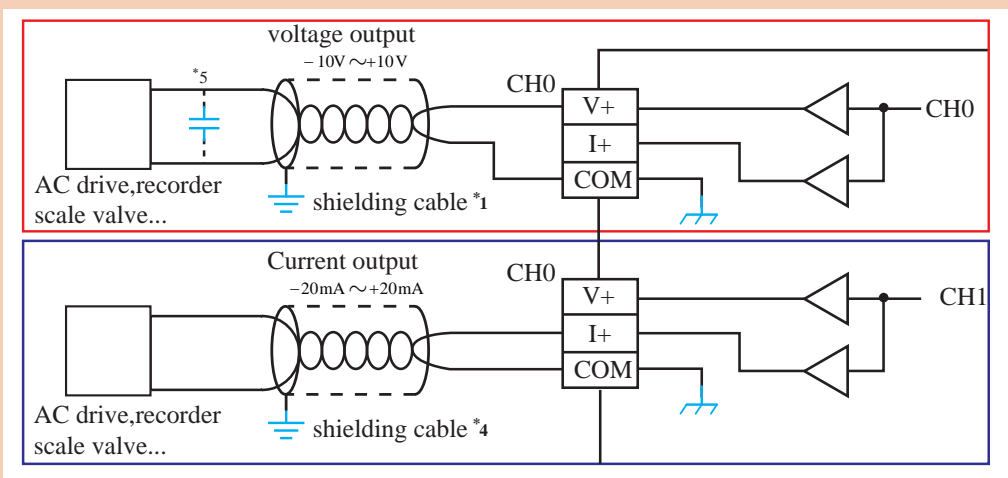 voltage output
−10V～+10V
*5
CH0
V+
I+
COM
CH0
AC drive,recorder
scale valve...
shielding cable *1
Current output
−20mA～+20mA
CH0
V+
I+
COM
CH1
AC drive,recorder
scale valve...
shielding cable *4